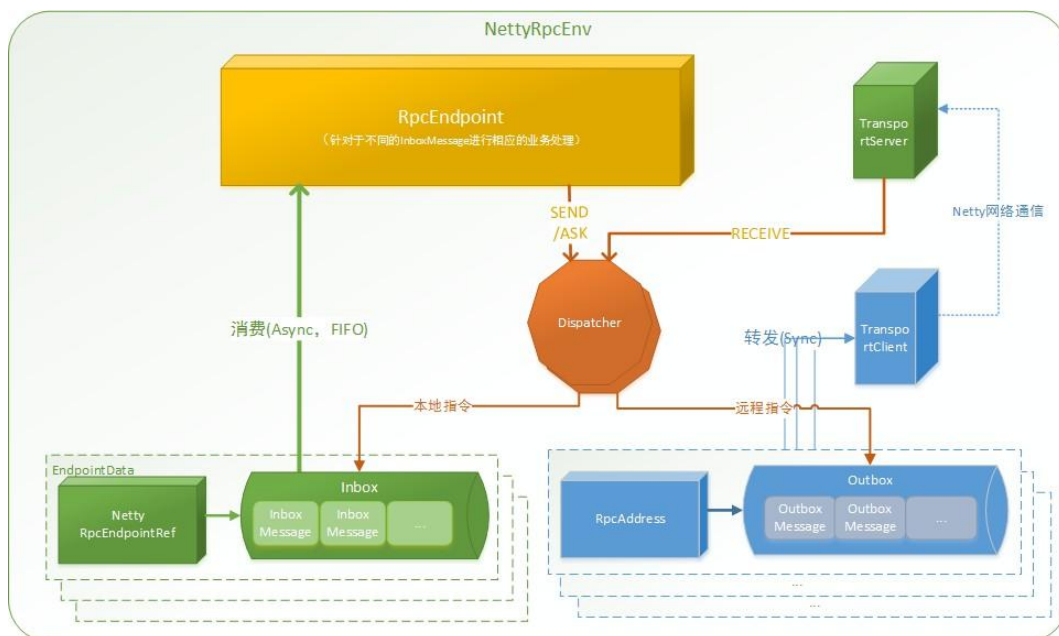 NettyRpcEnv
RpcEndpoint
（针对于不同的InboxMessage进行相应的业务处理）
Transpo
rtServer
SEND
/ASK
RECEIVE
Netty网络通信
Dispatcher
消费(Async，FIFO)
转发(Sync)
Transpo
rtClient
本地指令
远程指令
EndpointData
Netty
RpcEndpointRef
Inbox
Inbox
Message
Inbox
Message
...
RpcAddress
Outbox
Outbox
Message
Outbox
Message
...
...
...